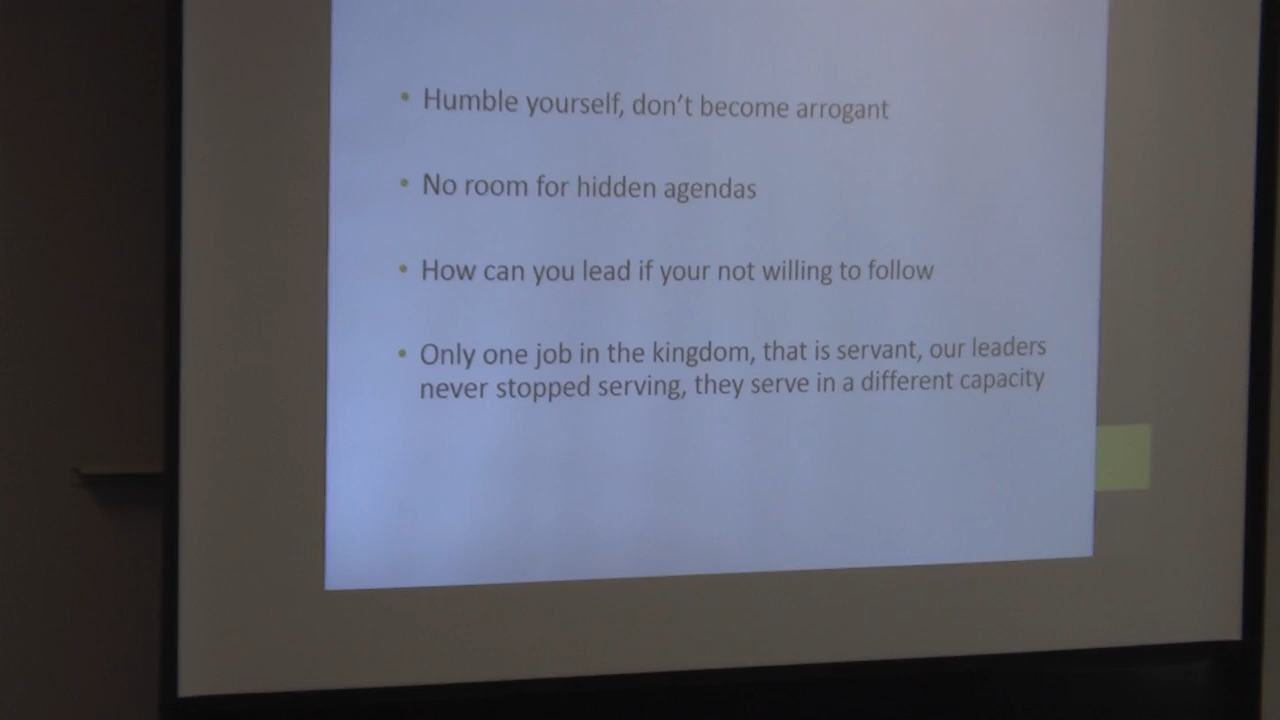 • Humble yourself, don't become arrogant
• No room for hidden agendas
• How can you lead if your not willing to follow
• Only one job in the kingdom, that is servant, our leaders
never stopped serving, they serve in a different capacity